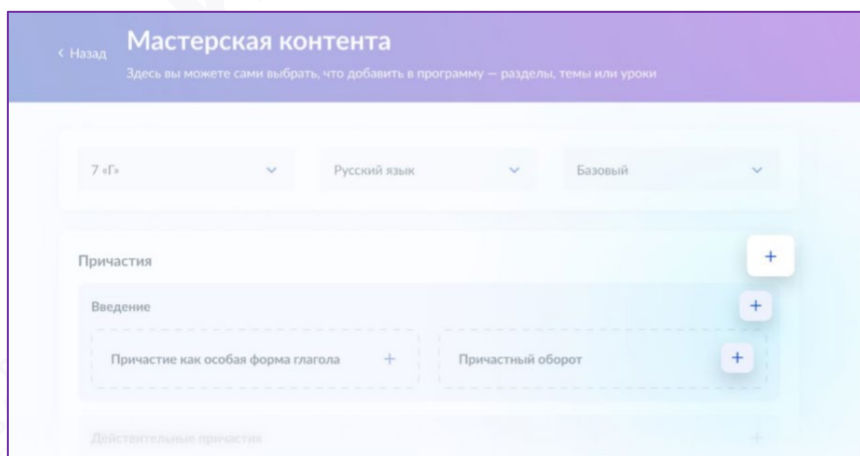 Назад
Мастерская контента
Здесь вы можете сами выбрать, что добавить в программу — разделы, темы или уроки
7 «Г»
Русский язык
Базовый
Причастия
+
Введение
+
Причастие как особая форма глагола +
Причастный оборот +
Действительные причастия +